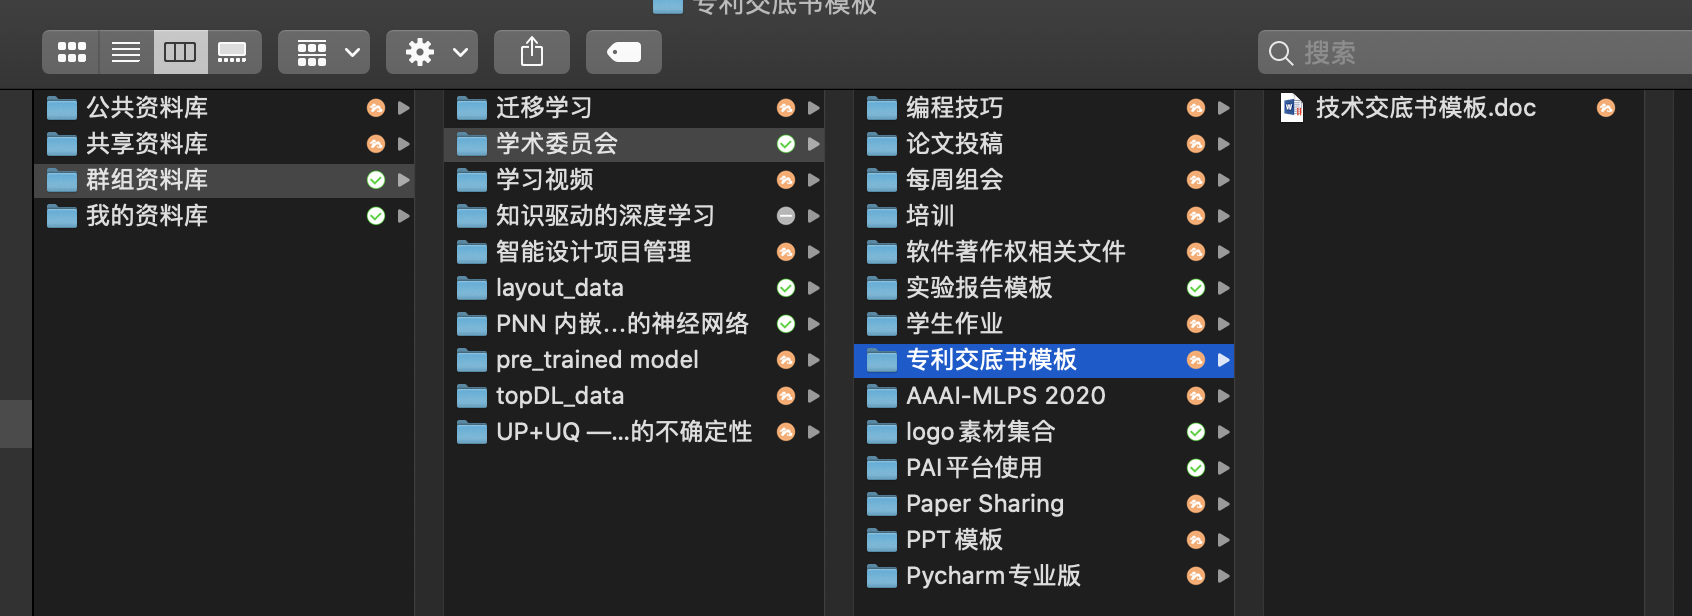 专利交底书模板
搜索
公共资料库
共享资料库
群组资料库
我的资料库
迁移学习
学术委员会
学习视频
知识驱动的深度学习
智能设计项目管理
layout_data
PNN 内嵌...的神经网络
pre_trained model
topDL_data
UP+UQ —...的不确定性
编程技巧
论文投稿
每周组会
培训
软件著作权相关文件
实验报告模板
学生作业
专利交底书模板
AAAI-MLPS 2020
logo素材集合
PAI平台使用
Paper Sharing
PPT模板
Pycharm专业版
技术交底书模板.doc